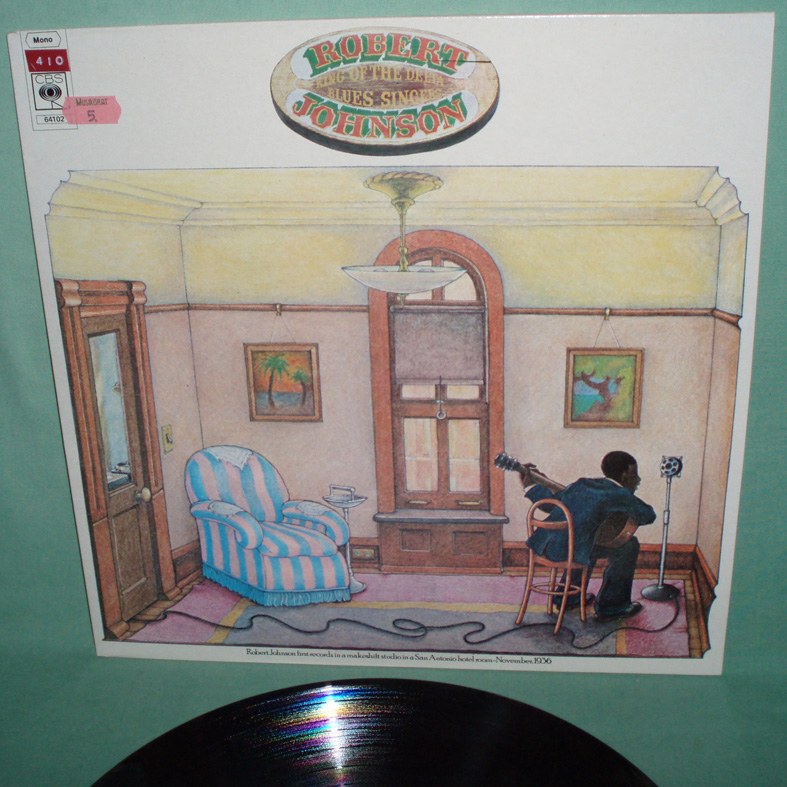 Mono
410
CBS
64102
MUSIKHAT
5.
ROBERT
KING OF THE DELTA
BLUES SINGERS
JOHNSON
Robert Johnson first records in a makeshift studio in a San Antonio hotel room–November, 1936